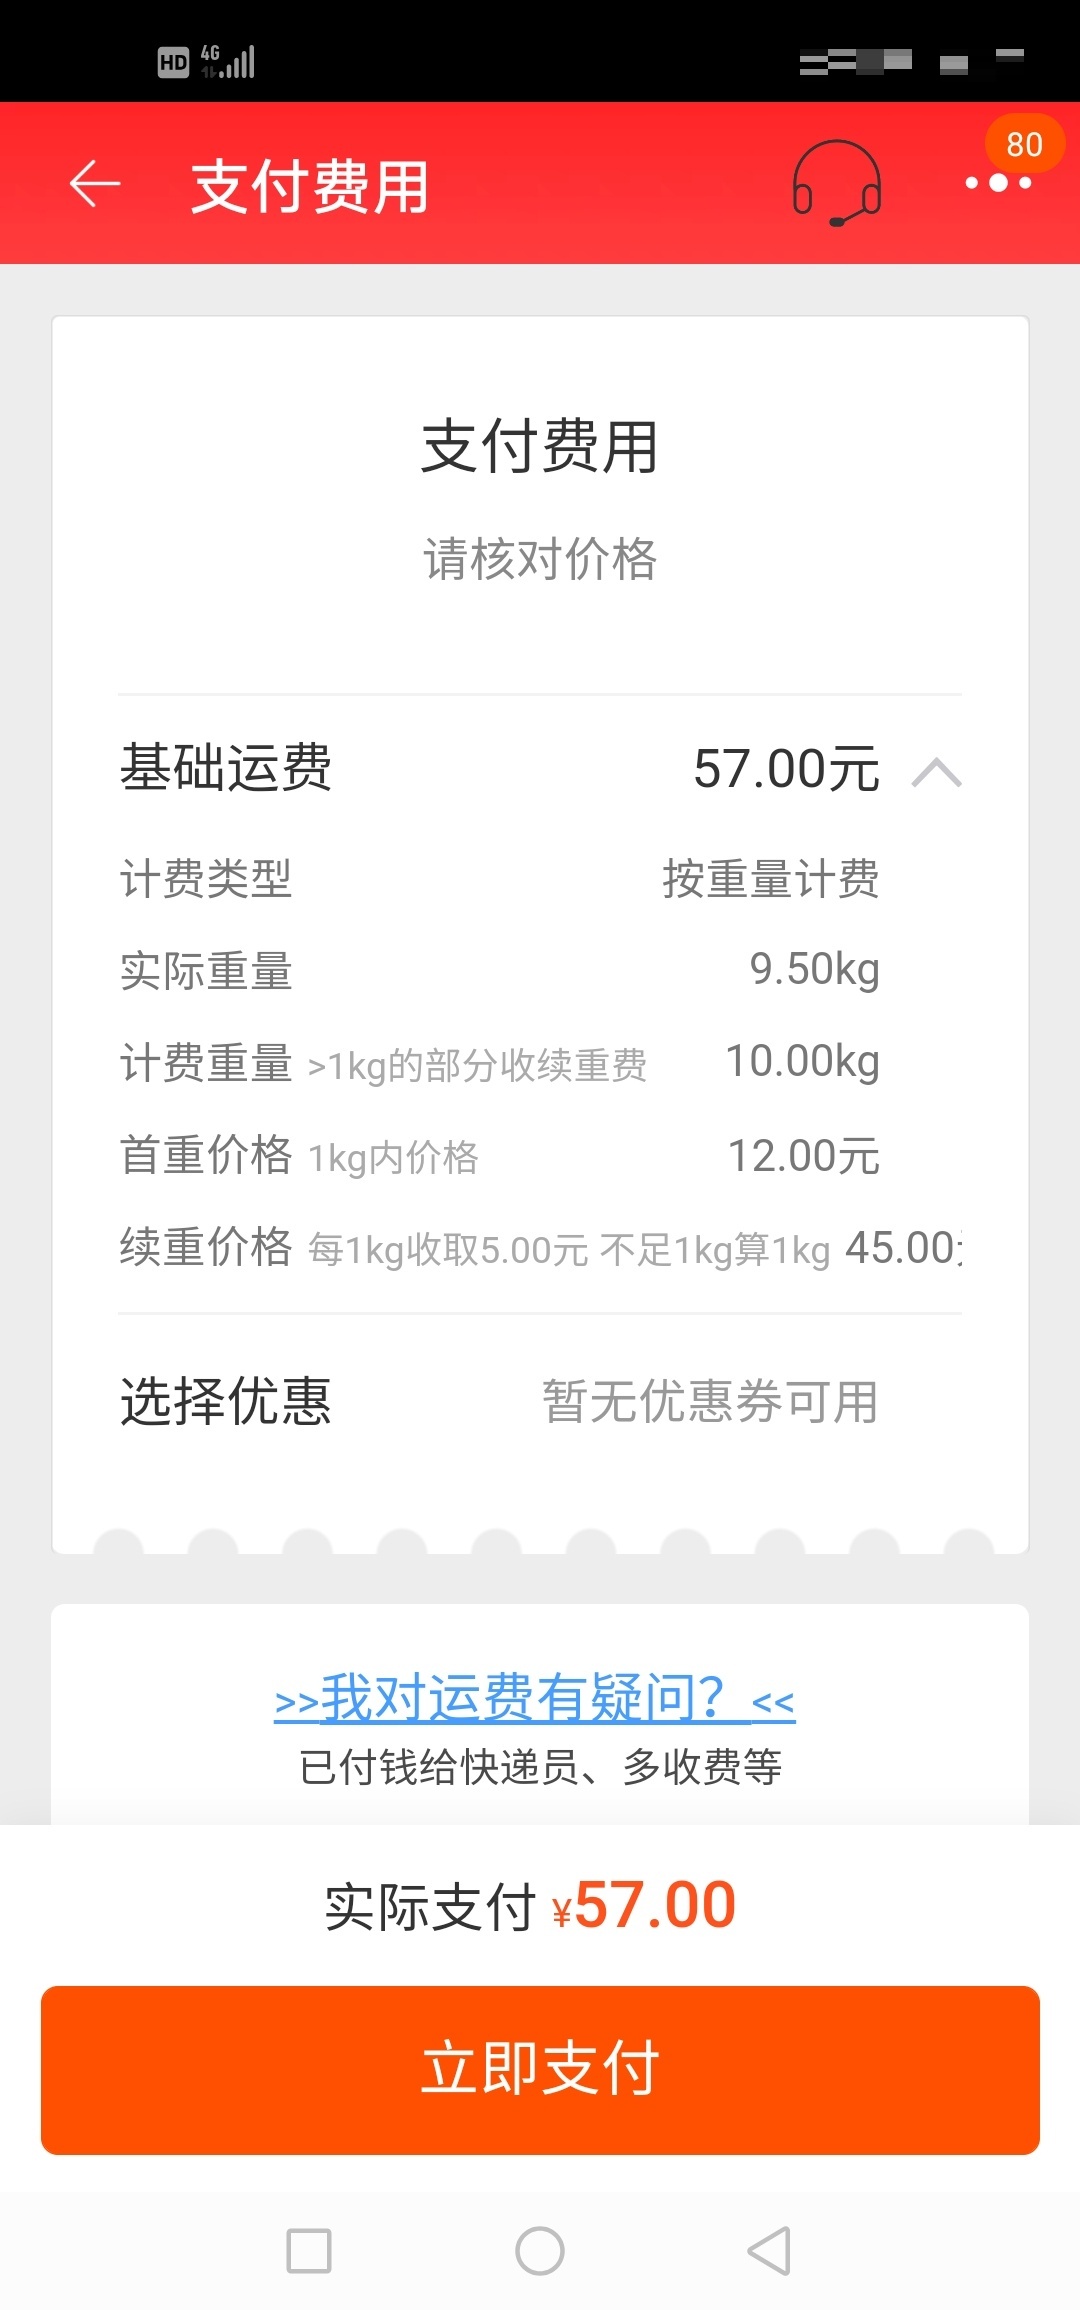 HD 4G
80
支付费用
支付费用
请核对价格
基础运费 57.00元
计费类型 按重量计费
实际重量 9.50kg
计费重量 >1kg的部分收续重费 10.00kg
首重价格 1kg内价格 12.00元
续重价格 每1kg收取5.00元 不足1kg算1kg 45.00
选择优惠 暂无优惠券可用
>>我对运费有疑问？<<
已付钱给快递员、多收费等
实际支付 ¥57.00
立即支付